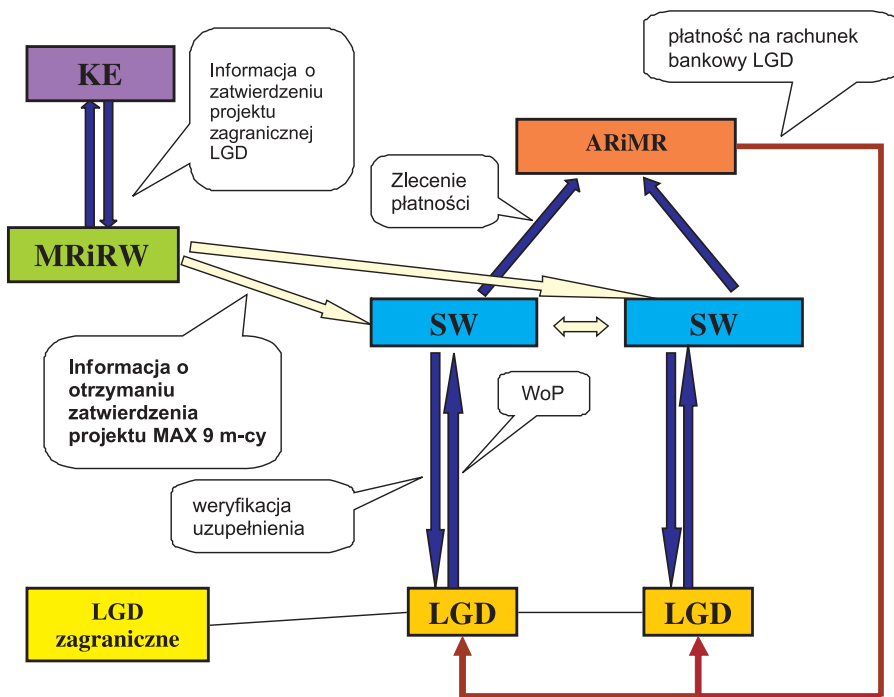 KE
Informacja o
zatwierdzeniu
projektu
zagranicznej
LGD
płatność na rachunek
bankowy LGD
ARiMR
Zlecenie
płatności
MRiRW
SW
SW
Informacja o
otrzymaniu
zatwierdzenia
projektu MAX 9 m-cy
WoP
weryfikacja
uzupełnienia
LGD
zagraniczne
LGD
LGD